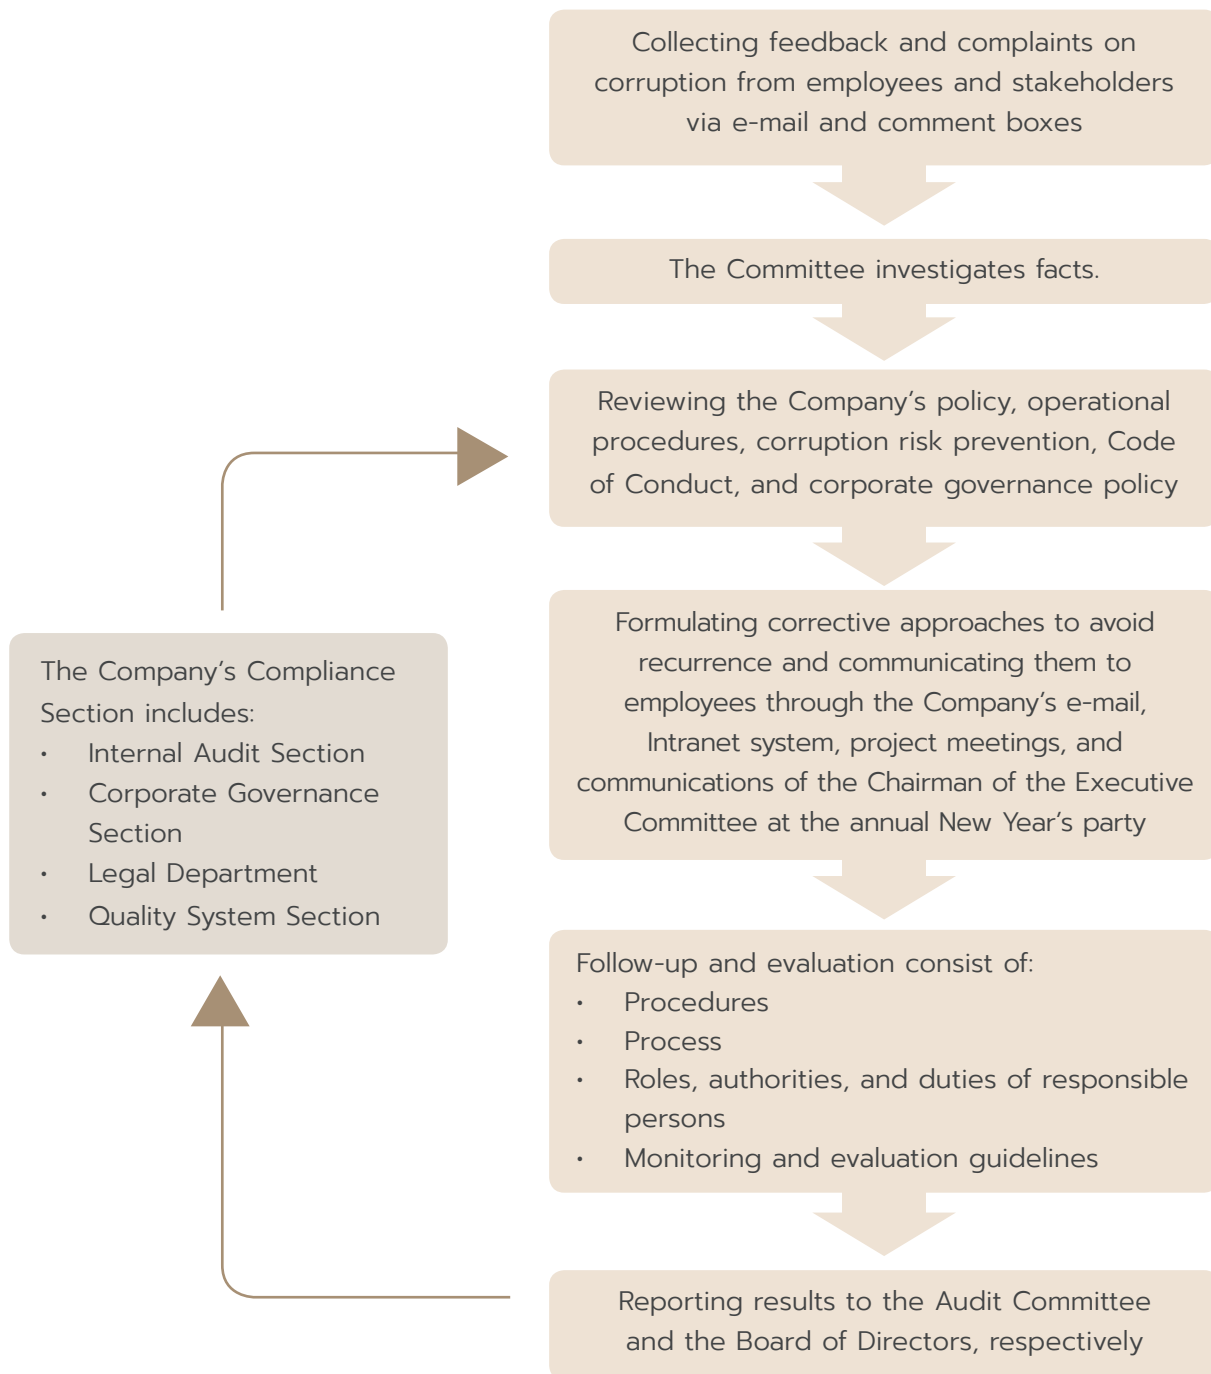 Collecting feedback and complaints on
corruption from employees and stakeholders
via e-mail and comment boxes
The Committee investigates facts.
Reviewing the Company's policy, operational
procedures, corruption risk prevention, Code
of Conduct, and corporate governance policy
Formulating corrective approaches to avoid
recurrence and communicating them to
employees through the Company's e-mail,
Intranet system, project meetings, and
communications of the Chairman of the Executive
Committee at the annual New Year's party
The Company's Compliance
Section includes:
• Internal Audit Section
• Corporate Governance
Section
• Legal Department
• Quality System Section
Follow-up and evaluation consist of:
• Procedures
• Process
• Roles, authorities, and duties of responsible
persons
• Monitoring and evaluation guidelines
Reporting results to the Audit Committee
and the Board of Directors, respectively